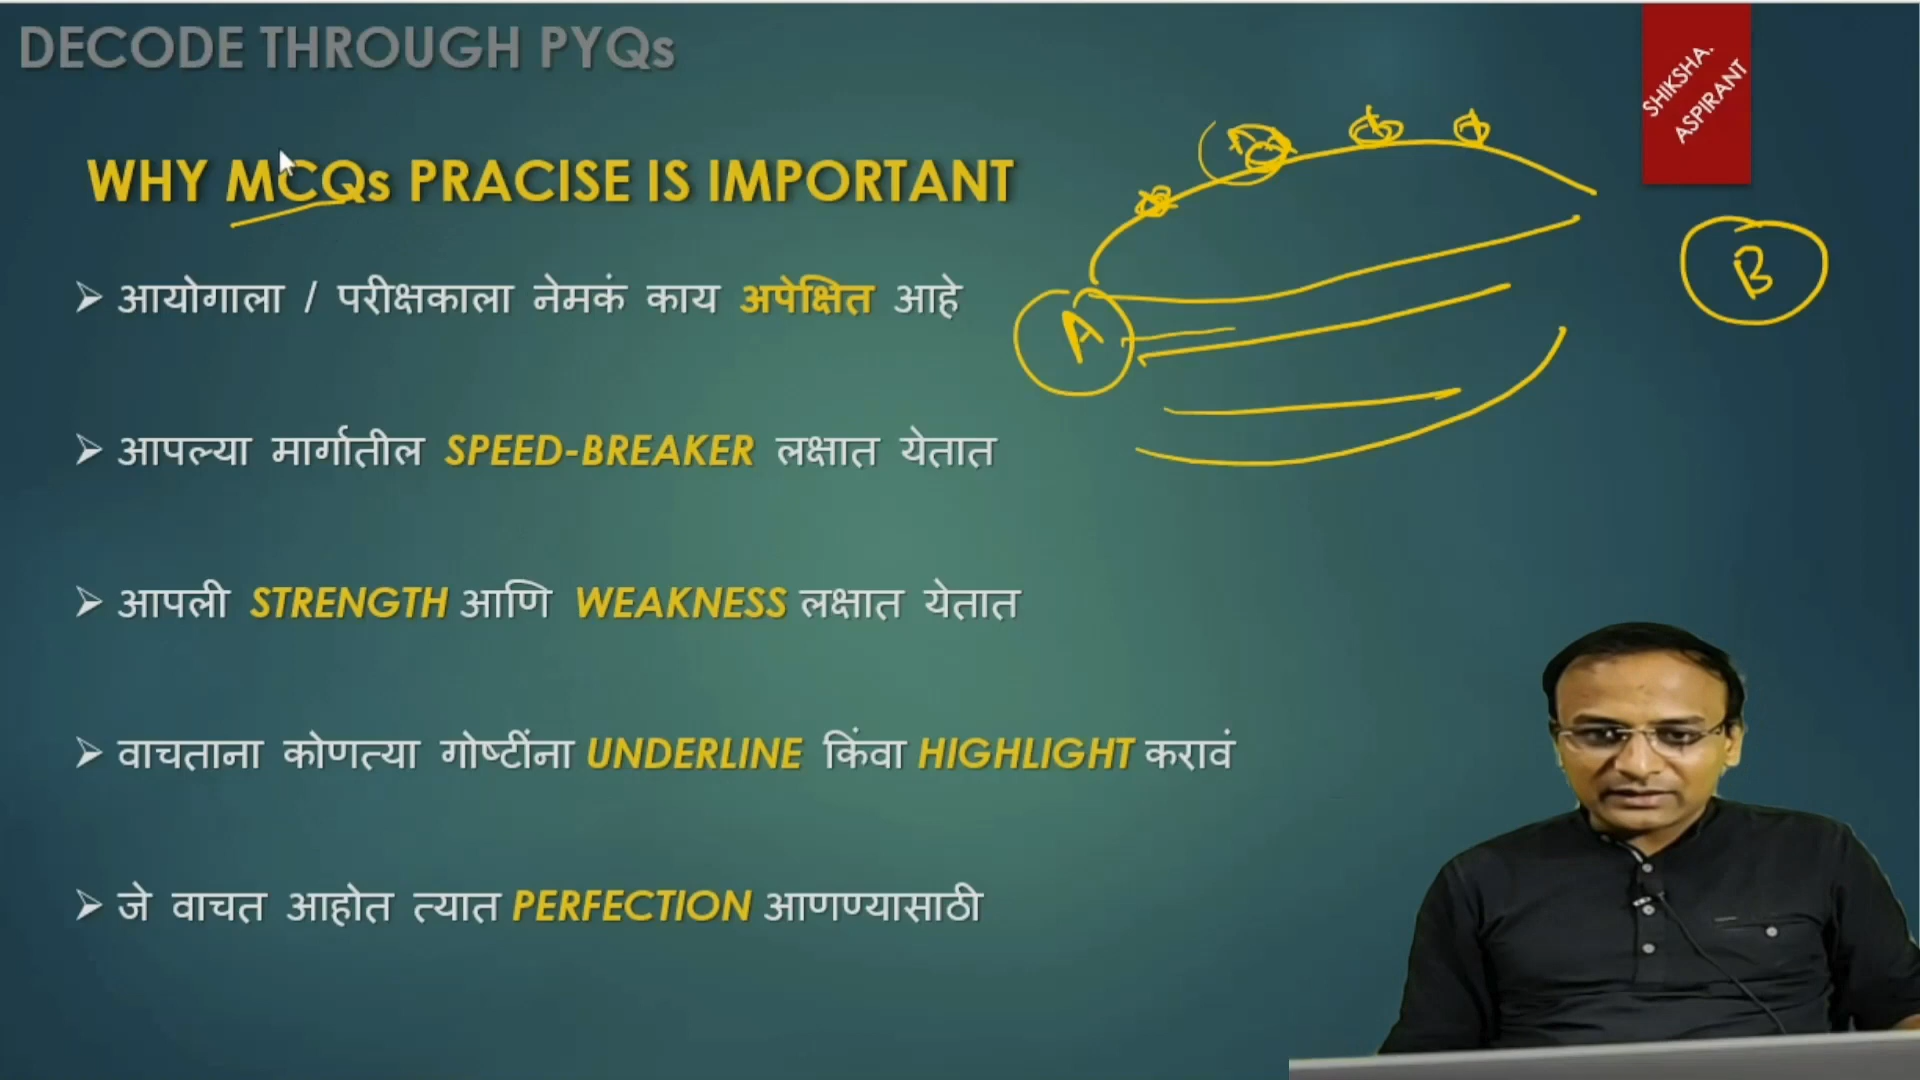 DECODE THROUGH PYQs
SHIKSHA.
ASPIRANT
WHY MCQs PRACISE IS IMPORTANT
आयोगाला / परीक्षकाला नेमकं काय अपेक्षित आहे
A
B
आपल्या मार्गातील SPEED-BREAKER लक्षात येतात
आपली STRENGTH आणि WEAKNESS लक्षात येतात
वाचताना कोणत्या गोष्टींना UNDERLINE किंवा HIGHLIGHT करावं
जे वाचत आहोत त्यात PERFECTION आणण्यासाठी